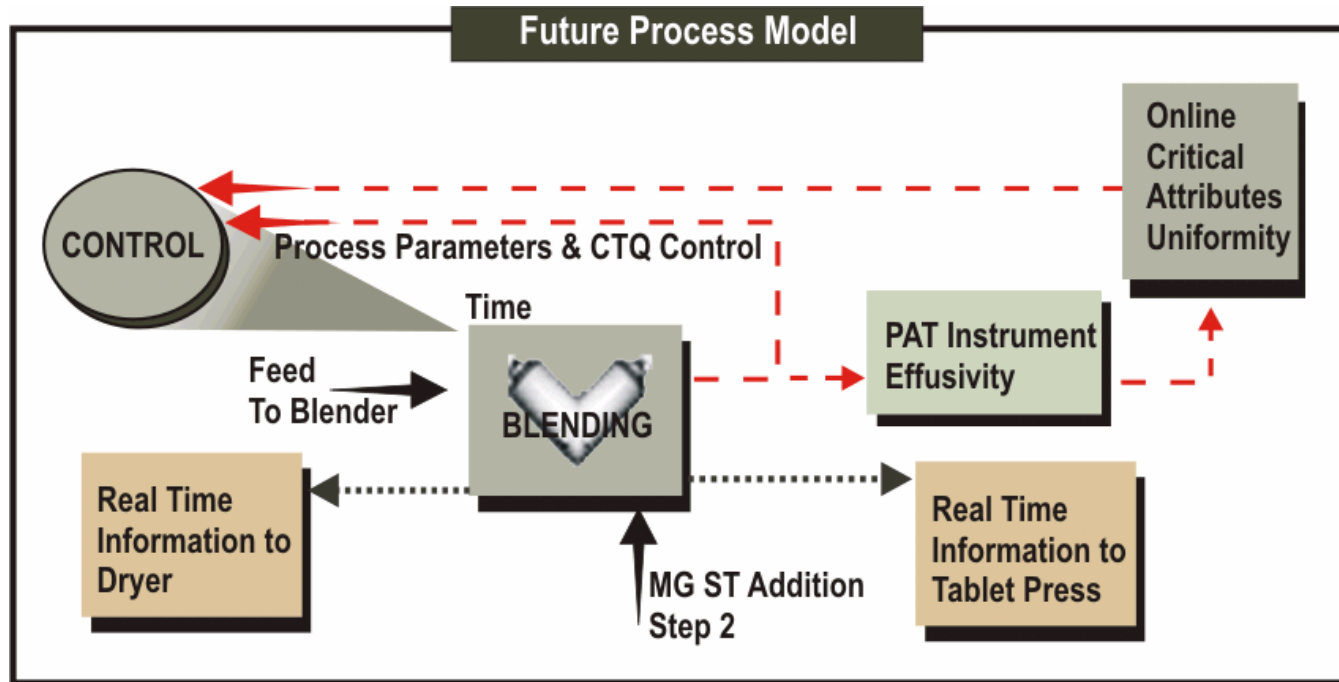 Future Process Model
Online
Critical
Attributes
Uniformity
CONTROL
Process Parameters & CTQ Control
Time
PAT Instrument
Effusivity
Feed
To Blender
BLENDING
Real Time
Information to
Dryer
Real Time
Information to
Tablet Press
MG ST Addition
Step 2